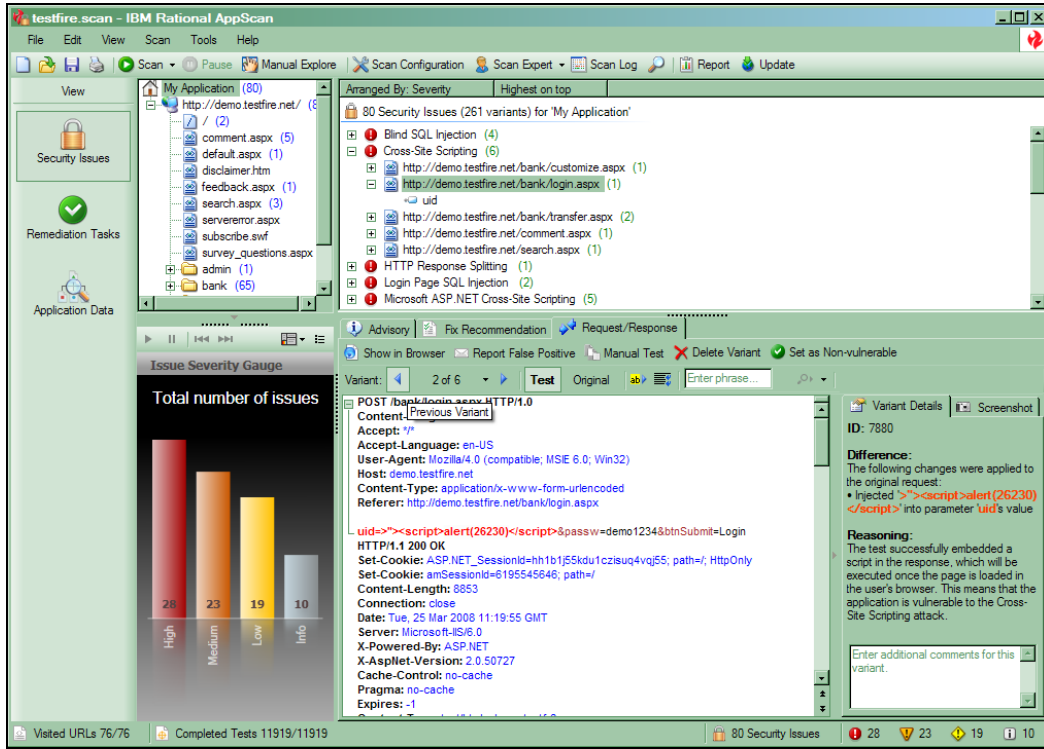 testfire.scan - IBM Rational AppScan
File Edit View Scan Tools Help
Scan Pause Manual Explore Scan Configuration Scan Expert Scan Log Report Update
View
Security Issues
Remediation Tasks
Application Data
My Application (80)
http://demo.testfire.net/ (8
/ (2)
comment.aspx (5)
default.aspx (1)
disclaimer.htm
feedback.aspx (1)
search.aspx (3)
servererror.aspx
subscribe.swf
survey_questions.aspx
admin (1)
bank (65)
Arranged By: Severity Highest on top
80 Security Issues (261 variants) for 'My Application'
Blind SQL Injection (4)
Cross-Site Scripting (6)
http://demo.testfire.net/bank/customize.aspx (1)
http://demo.testfire.net/bank/login.aspx (1)
uid
http://demo.testfire.net/bank/transfer.aspx (2)
http://demo.testfire.net/comment.aspx (1)
http://demo.testfire.net/search.aspx (1)
HTTP Response Splitting (1)
Login Page SQL Injection (2)
Microsoft ASP.NET Cross-Site Scripting (5)
Issue Severity Gauge
Total number of issues
28 23 19 10
High Medium Low Info
Advisory Fix Recommendation Request/Response
Show in Browser Report False Positive Manual Test Delete Variant Set as Non-vulnerable
Variant: 2 of 6 Test Original ab Enter phrase...
POST /bank/login.aspx HTTP/1.0
Previous Variant
Content-
Accept: */*
Accept-Language: en-US
User-Agent: Mozilla/4.0 (compatible; MSIE 6.0; Win32)
Host: demo.testfire.net
Content-Type: application/x-www-form-urlencoded
Referer: http://demo.testfire.net/bank/login.aspx
uid=>"><script>alert(26230)</script>&passw=demo1234&btnSubmit=Login
HTTP/1.1 200 OK
Set-Cookie: ASP.NET_SessionId=hh1b1j55kdu1czisuq4vqj55; path=/; HttpOnly
Set-Cookie: amSessionId=6195545646; path=/
Content-Length: 8853
Connection: close
Date: Tue, 25 Mar 2008 11:19:55 GMT
Server: Microsoft-IIS/6.0
X-Powered-By: ASP.NET
X-AspNet-Version: 2.0.50727
Cache-Control: no-cache
Pragma: no-cache
Expires: -1
Variant Details Screenshot
ID: 7880
Difference:
The following changes were applied to
the original request:
• Injected '>"><script>alert(26230)
</script>' into parameter 'uid's value
Reasoning:
The test successfully embedded a
script in the response, which will be
executed once the page is loaded in
the user's browser. This means that the
application is vulnerable to the Cross-
Site Scripting attack.
Enter additional comments for this
variant.
Visited URLs 76/76 Completed Tests 11919/11919 80 Security Issues 28 23 19 10